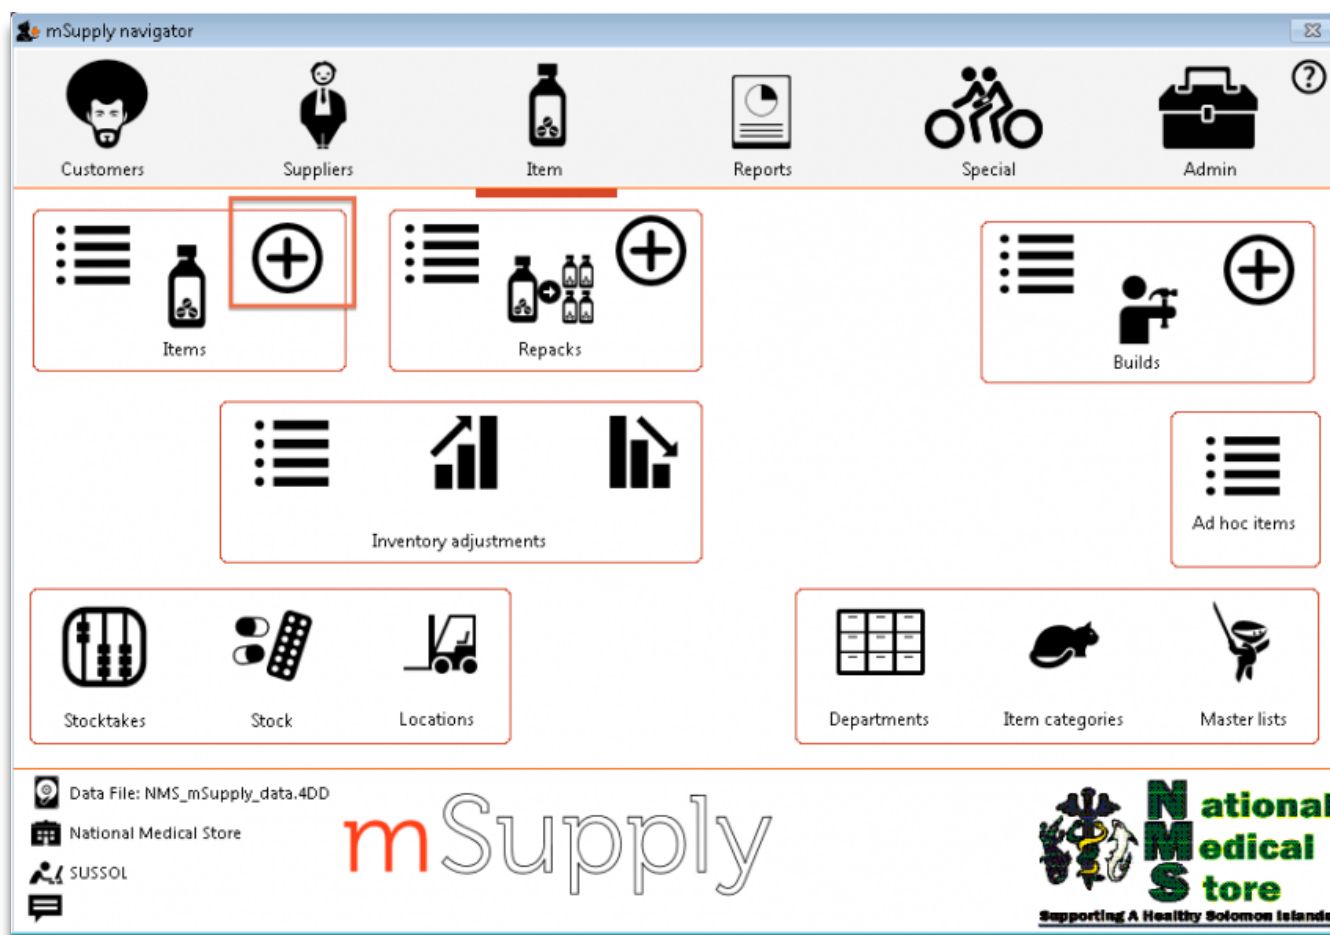 mSupply navigator
Customers
Suppliers
Item
Reports
Special
Admin
?
Items
Repacks
Builds
Inventory adjustments
Ad hoc items
Stocktakes
Stock
Locations
Departments
Item categories
Master lists
Data File: NMS_mSupply_data.4DD
National Medical Store
SUSSOL
mSupply
National
Medical
Store
Supporting A Healthy Solomon Islands